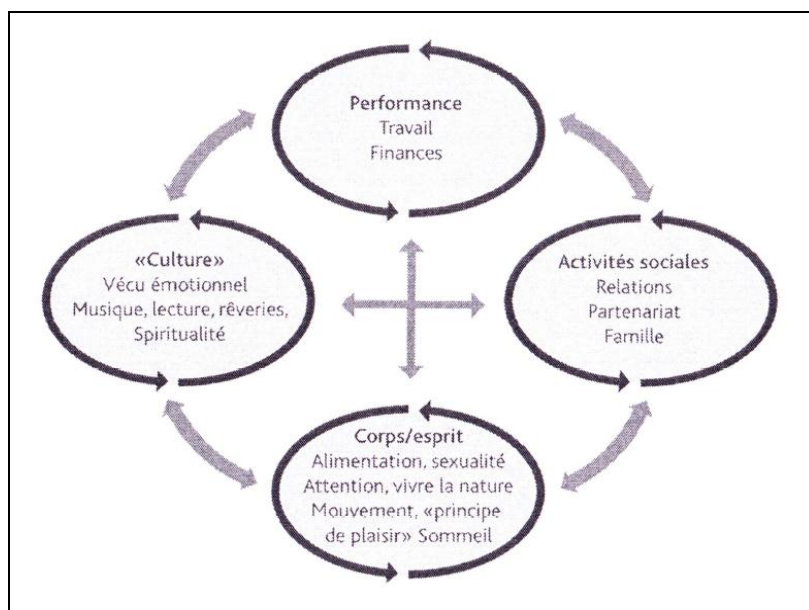 Performance
Travail
Finances
«Culture»
Vécu émotionnel
Musique, lecture, rêveries,
Spiritualité
Activités sociales
Relations
Partenariat
Famille
Corps/esprit
Alimentation, sexualité
Attention, vivre la nature
Mouvement, «principe
de plaisir» Sommeil